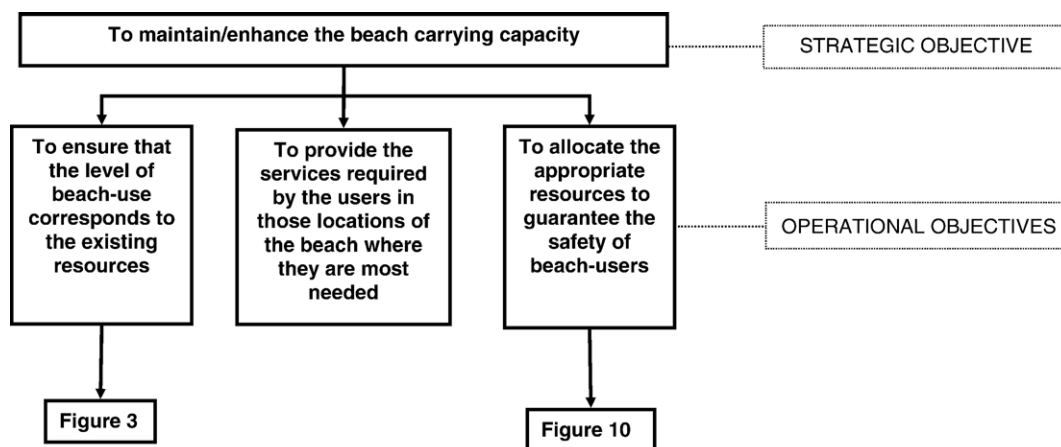 To maintain/enhance the beach carrying capacity
STRATEGIC OBJECTIVE
To ensure that
the level of
beach-use
corresponds to
the existing
resources
To provide the
services required
by the users in
those locations of
the beach where
they are most
needed
To allocate the
appropriate
resources to
guarantee the
safety of
beach-users
OPERATIONAL OBJECTIVES
Figure 3
Figure 10